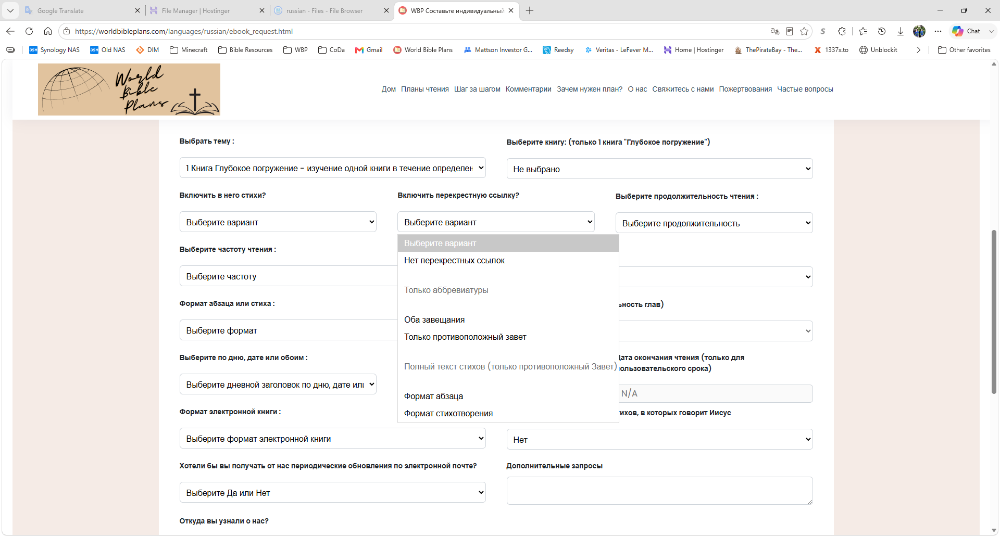 Google Translate
File Manager | Hostinger
russian - Files - File Browser
WBP Составьте индивидуальный
https://worldbibleplans.com/languages/russian/ebook_request.html
Chat
Synology NAS
Old NAS
DIM
Minecraft
Bible Resources
WBP
CoDa
Gmail
World Bible Plans
Mattson Investor G...
Reedsy
Veritas - LeFever M...
Home | Hostinger
ThePirateBay - The...
1337x.to
Unblockit
Other favorites
World
Bible
Plans
Дом Планы чтения Шаг за шагом Комментарии Зачем нужен план? О нас Свяжитесь с нами Пожертвования Частые вопросы
Выбрать тему :
Выберите книгу: (только 1 книга "Глубокое погружение")
1 Книга Глубокое погружение - изучение одной книги в течение определен
Не выбрано
Включить в него стихи?
Включить перекрестную ссылку?
Выберите продолжительность чтения :
Выберите вариант
Выберите вариант
Выберите продолжительность
Выберите вариант
Нет перекрестных ссылок
Только аббревиатуры
Оба завещания
Только противоположный завет
Полный текст стихов (только противоположный Завет)
Формат абзаца
Формат стихотворения
Выберите частоту чтения :
Выберите частоту
Формат абзаца или стиха :
ьность глав)
Выберите формат
Выберите по дню, дате или обоим :
Дата окончания чтения (только для
ользовательского срока)
Выберите дневной заголовок по дню, дате или
N/A
Формат электронной книги :
тихов, в которых говорит Иисус
Выберите формат электронной книги
Нет
Хотели бы вы получать от нас периодические обновления по электронной почте?
Дополнительные запросы
Выберите Да или Нет
Откуда вы узнали о нас?